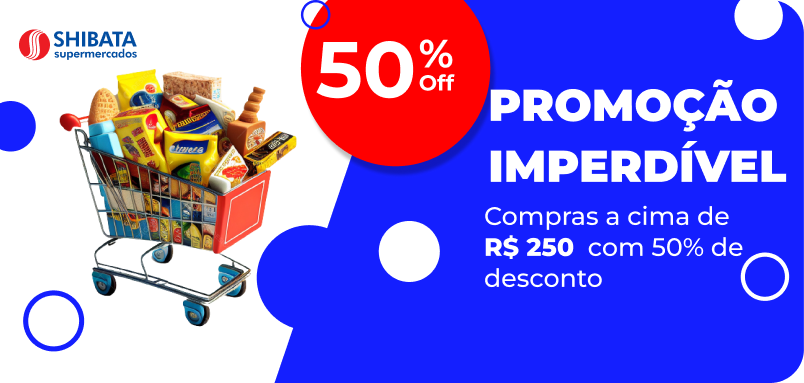 SHIBATA
supermercados
50%
Off
PROMOÇÃO
IMPERDÍVEL
Compras a cima de
R$ 250 com 50% de
desconto